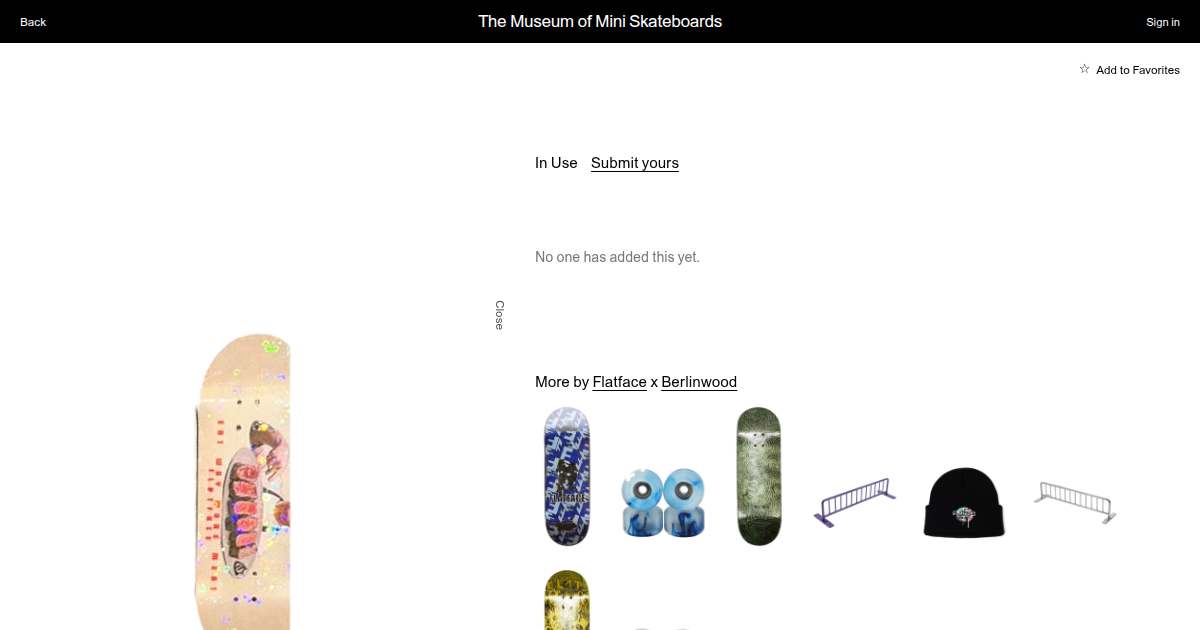 Back
The Museum of Mini Skateboards
Sign in
☆ Add to Favorites
In Use Submit yours
No one has added this yet.
Close
More by Flatface x Berlinwood
FLATFACE